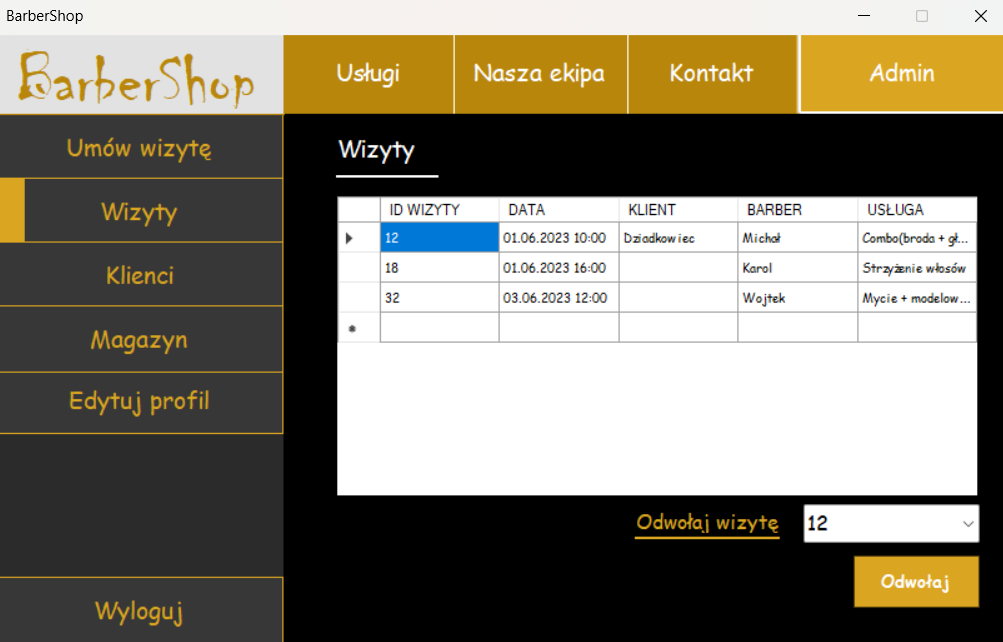 BarberShop
BarberShop
Usługi
Nasza ekipa
Kontakt
Admin
Umów wizytę
Wizyty
Klienci
Magazyn
Edytuj profil
Wyloguj
Wizyty
ID WIZYTY DATA KLIENT BARBER USŁUGA
12 01.06.2023 10:00 Dziadkowiec Michał Combo(broda + gł...
18 01.06.2023 16:00 Karol Strzyżenie włosów
32 03.06.2023 12:00 Wojtek Mycie + modelow...
Odwołaj wizytę 12
Odwołaj